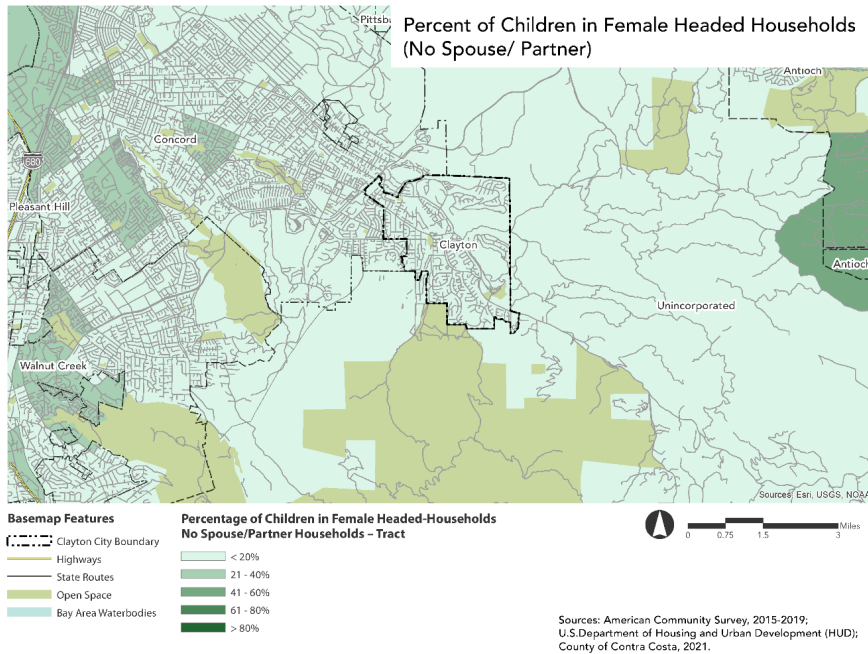 Percent of Children in Female Headed Households
(No Spouse/ Partner)
Pittsbu
Antioch
Concord
680
Pleasant Hill
Clayton
Antioch
Unincorporated
Walnut Creek
Sources: Esri, USGS, NOAA
Basemap Features
Clayton City Boundary
Highways
State Routes
Open Space
Bay Area Waterbodies
Percentage of Children in Female Headed-Households
No Spouse/Partner Households – Tract
< 20%
21 - 40%
41 - 60%
61 - 80%
> 80%
0 0.75 1.5 3 Miles
Sources: American Community Survey, 2015-2019;
U.S.Department of Housing and Urban Development (HUD);
County of Contra Costa, 2021.